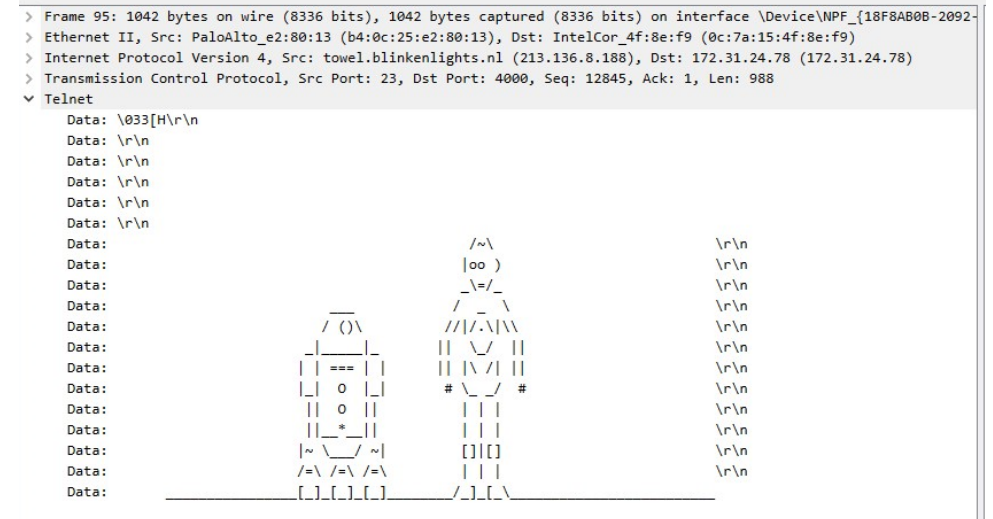 > Frame 95: 1042 bytes on wire (8336 bits), 1042 bytes captured (8336 bits) on interface \Device\NPF_{18F8AB0B-2092-
> Ethernet II, Src: PaloAlto_e2:80:13 (b4:0c:25:e2:80:13), Dst: IntelCor_4f:8e:f9 (0c:7a:15:4f:8e:f9)
> Internet Protocol Version 4, Src: towel.blinkenlights.nl (213.136.8.188), Dst: 172.31.24.78 (172.31.24.78)
> Transmission Control Protocol, Src Port: 23, Dst Port: 4000, Seq: 12845, Ack: 1, Len: 988
Telnet
Data: \033[H\r\n
Data: \r\n
Data: \r\n
Data: \r\n
Data: \r\n
Data: \r\n
Data:                                             /~\                           \r\n
Data:                                            |oo )                          \r\n
Data:                                            _\=/_                          \r\n
Data:                            ___            /  _  \                         \r\n
Data:                           / ()\          //|/.\|\\                        \r\n
Data:                         _|_____|_       ||  \_/  ||                       \r\n
Data:                        | | === | |      || |\ /| ||                       \r\n
Data:                        |_|  O  |_|       # \_ _/  #                       \r\n
Data:                         ||  O  ||          | | |                          \r\n
Data:                         ||__*__||          | | |                          \r\n
Data:                        |~ \___/ ~|         []|[]                          \r\n
Data:                        /=\ /=\ /=\         | | |                          \r\n
Data:        ________________[_]_[_]_[_]________/_]_[_\_________________________